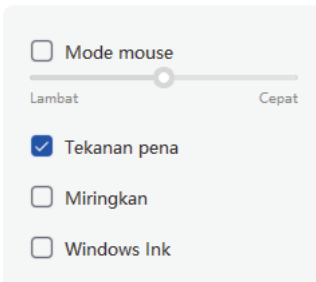 Mode mouse
Lambat Cepat
Tekanan pena
Miringkan
Windows Ink